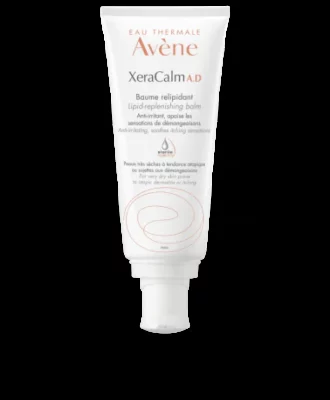 EAU THERMALE
Avène
XeraCalm A.D
Baume relipidant
Lipid-replenishing balm
Anti-irritant, apaise les
sensations de démangeaisons
Anti-irritating, soothes itching sensations
Peaux très sèches à tendance atopique
ou sujettes aux démangeaisons
For very dry skin prone
to atopic dermatitis or itching